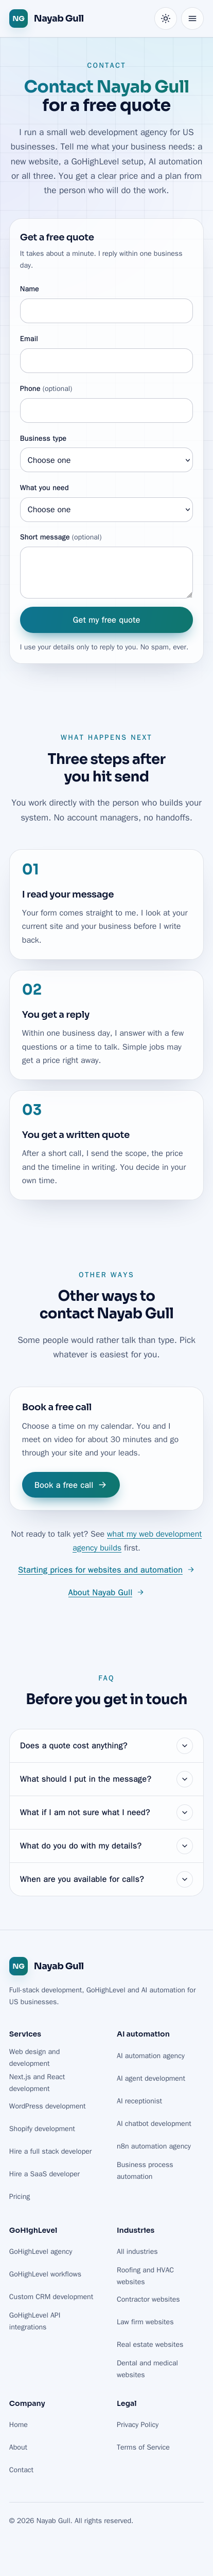 NG Nayab Gull
CONTACT
Contact Nayab Gull
for a free quote
I run a small web development agency for US
businesses. Tell me what your business needs: a
new website, a GoHighLevel setup, AI automation
or all three. You get a clear price and a plan from
the person who will do the work.
Get a free quote
It takes about a minute. I reply within one business
day.
Name
Email
Phone (optional)
Business type
Choose one
What you need
Choose one
Short message (optional)
Get my free quote
I use your details only to reply to you. No spam, ever.
WHAT HAPPENS NEXT
Three steps after
you hit send
You work directly with the person who builds your
system. No account managers, no handoffs.
01
I read your message
Your form comes straight to me. I look at your
current site and your business before I write
back.
02
You get a reply
Within one business day, I answer with a few
questions or a time to talk. Simple jobs may
get a price right away.
03
You get a written quote
After a short call, I send the scope, the price
and the timeline in writing. You decide in your
own time.
OTHER WAYS
Other ways to
contact Nayab Gull
Some people would rather talk than type. Pick
whatever is easiest for you.
Book a free call
Choose a time on my calendar. You and I
meet on video for about 30 minutes and go
through your site and your leads.
Book a free call →
Not ready to talk yet? See what my web development
agency builds first.
Starting prices for websites and automation →
About Nayab Gull →
FAQ
Before you get in touch
Does a quote cost anything?
What should I put in the message?
What if I am not sure what I need?
What do you do with my details?
When are you available for calls?
NG Nayab Gull
Full-stack development, GoHighLevel and AI automation for
US businesses.
Services
Web design and
development
Next.js and React
development
WordPress development
Shopify development
Hire a full stack developer
Hire a SaaS developer
Pricing
AI automation
AI automation agency
AI agent development
AI receptionist
AI chatbot development
n8n automation agency
Business process
automation
GoHighLevel
GoHighLevel agency
GoHighLevel workflows
Custom CRM development
GoHighLevel API
integrations
Industries
All industries
Roofing and HVAC
websites
Contractor websites
Law firm websites
Real estate websites
Dental and medical
websites
Company
Home
About
Contact
Legal
Privacy Policy
Terms of Service
© 2026 Nayab Gull. All rights reserved.